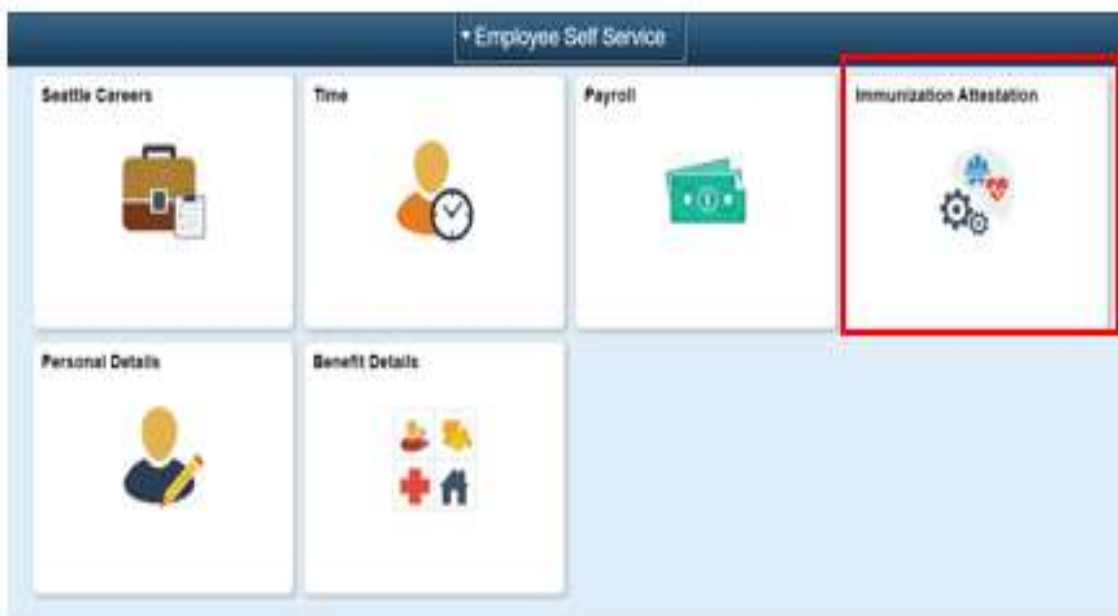 Employee Self Service
Seattle Careers
Time
Payroll
Immunization Attestation
Personal Details
Benefit Details